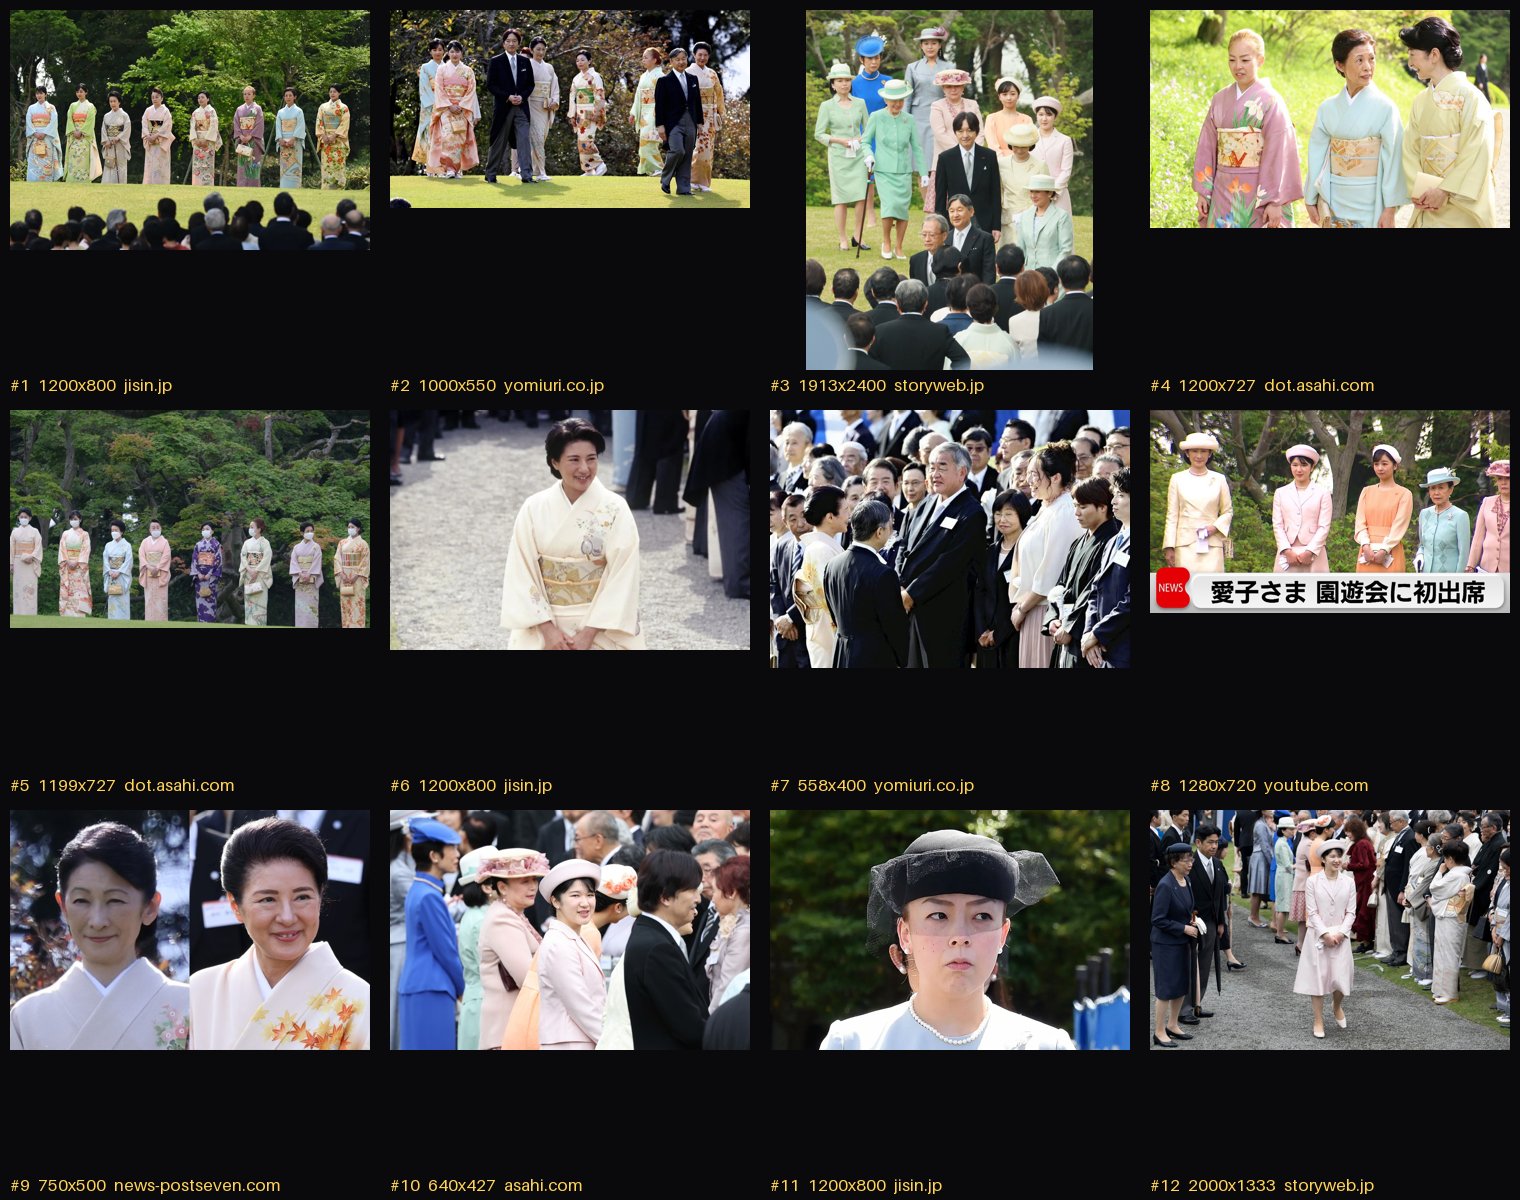 #1 1200x800 jisin.jp
#2 1000x550 yomiuri.co.jp
#3 1913x2400 storyweb.jp
#4 1200x727 dot.asahi.com
#5 1199x727 dot.asahi.com
#6 1200x800 jisin.jp
#7 558x400 yomiuri.co.jp
NEWS
愛子さま 園遊会に初出席
#8 1280x720 youtube.com
#9 750x500 news-postseven.com
#10 640x427 asahi.com
#11 1200x800 jisin.jp
#12 2000x1333 storyweb.jp